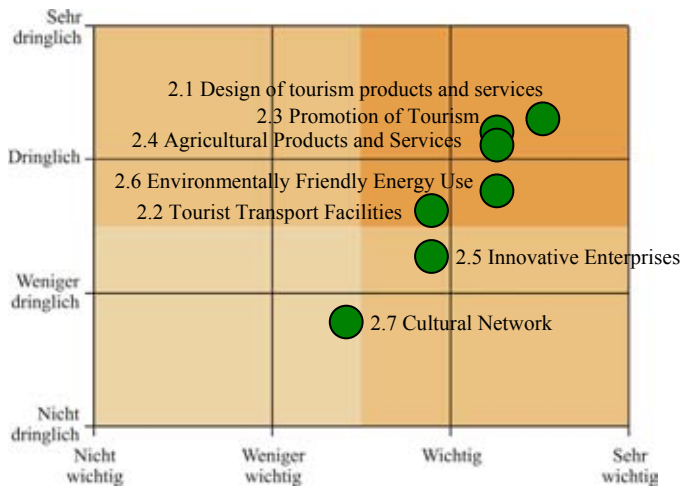 Sehr
dringlich
2.1 Design of tourism products and services
2.3 Promotion of Tourism
2.4 Agricultural Products and Services
Dringlich
2.6 Environmentally Friendly Energy Use
2.2 Tourist Transport Facilities
2.5 Innovative Enterprises
Weniger
dringlich
2.7 Cultural Network
Nicht
dringlich
Nicht
wichtig
Weniger
wichtig
Wichtig
Sehr
wichtig